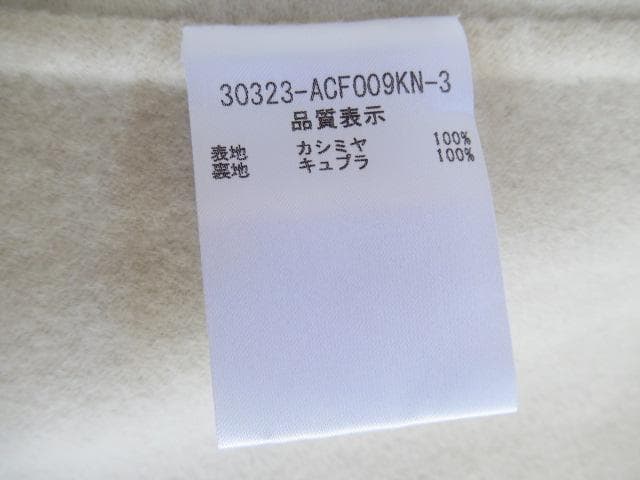 30323-ACF009KN-3
品質表示
表地 カシミヤ 100%
裏地 キュプラ 100%